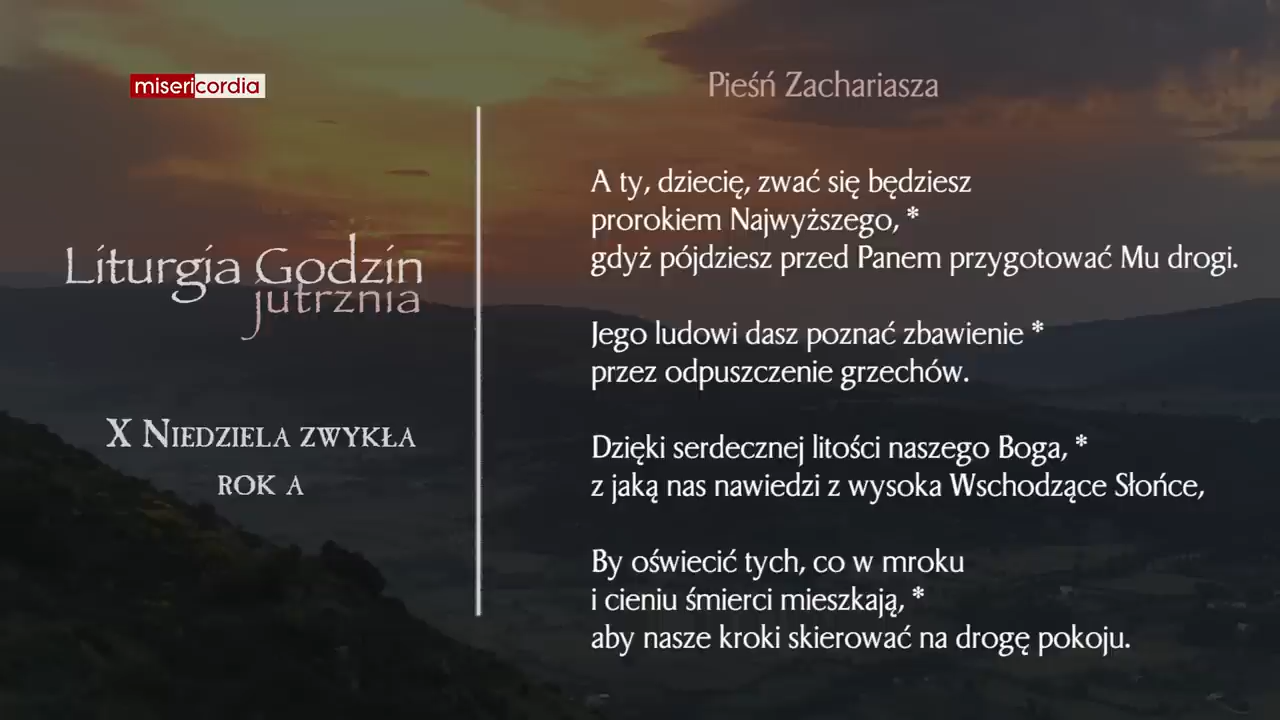 misericordia
Liturgia Godzin
jutrznia
X Niedziela zwykła
rok A
Pieśń Zachariasza
A ty, dziecię, zwać się będziesz
prorokiem Najwyższego, *
gdyż pójdziesz przed Panem przygotować Mu drogi.
Jego ludowi dasz poznać zbawienie *
przez odpuszczenie grzechów.
Dzięki serdecznej litości naszego Boga, *
z jaką nas nawiedzi z wysoka Wschodzące Słońce,
By oświecić tych, co w mroku
i cieniu śmierci mieszkają, *
aby nasze kroki skierować na drogę pokoju.